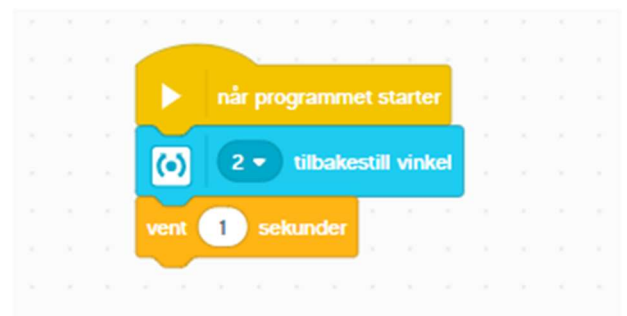 når programmet starter
2 tilbakestill vinkel
vent 1 sekunder